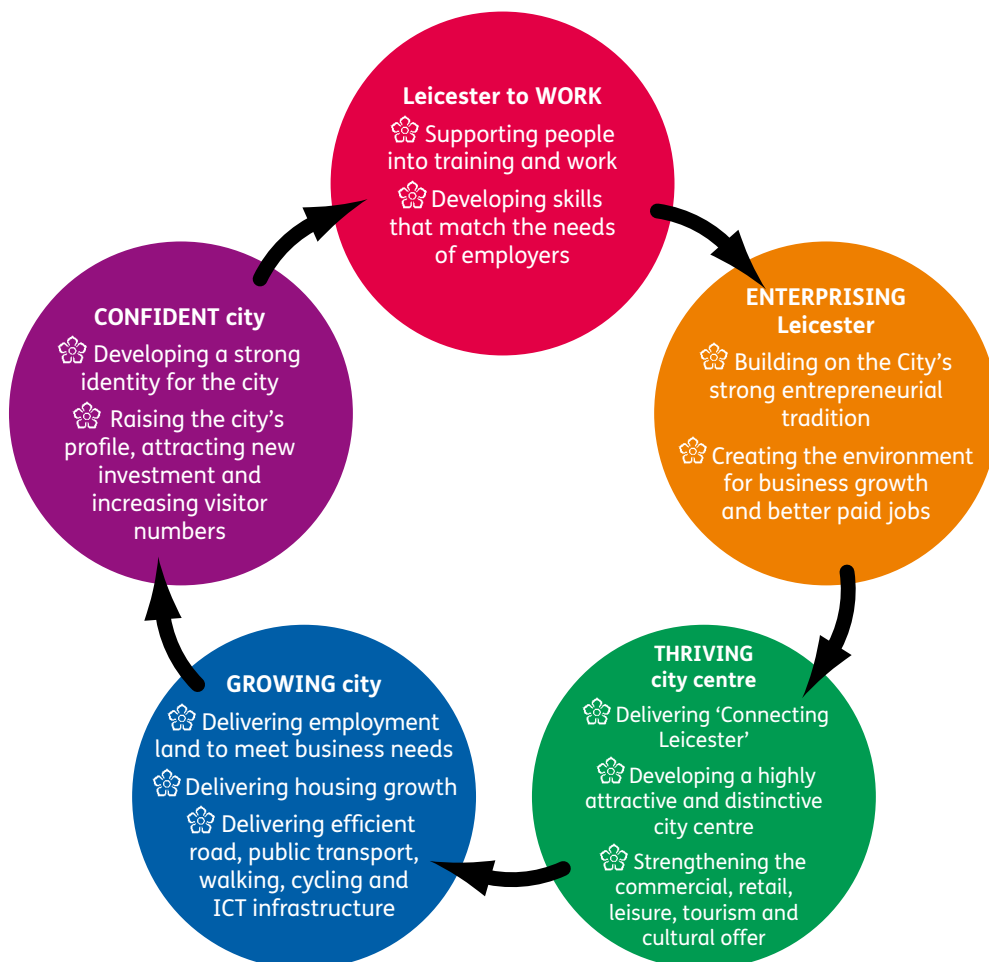 Leicester to WORK
Supporting people
into training and work
Developing skills
that match the needs
of employers
ENTERPRISING
Leicester
Building on the City’s
strong entrepreneurial
tradition
Creating the environment
for business growth
and better paid jobs
THRIVING
city centre
Delivering ‘Connecting
Leicester’
Developing a highly
attractive and distinctive
city centre
Strengthening the
commercial, retail,
leisure, tourism and
cultural offer
GROWING city
Delivering employment
land to meet business needs
Delivering housing growth
Delivering efficient
road, public transport,
walking, cycling and
ICT infrastructure
CONFIDENT city
Developing a strong
identity for the city
Raising the city’s
profile, attracting new
investment and
increasing visitor
numbers